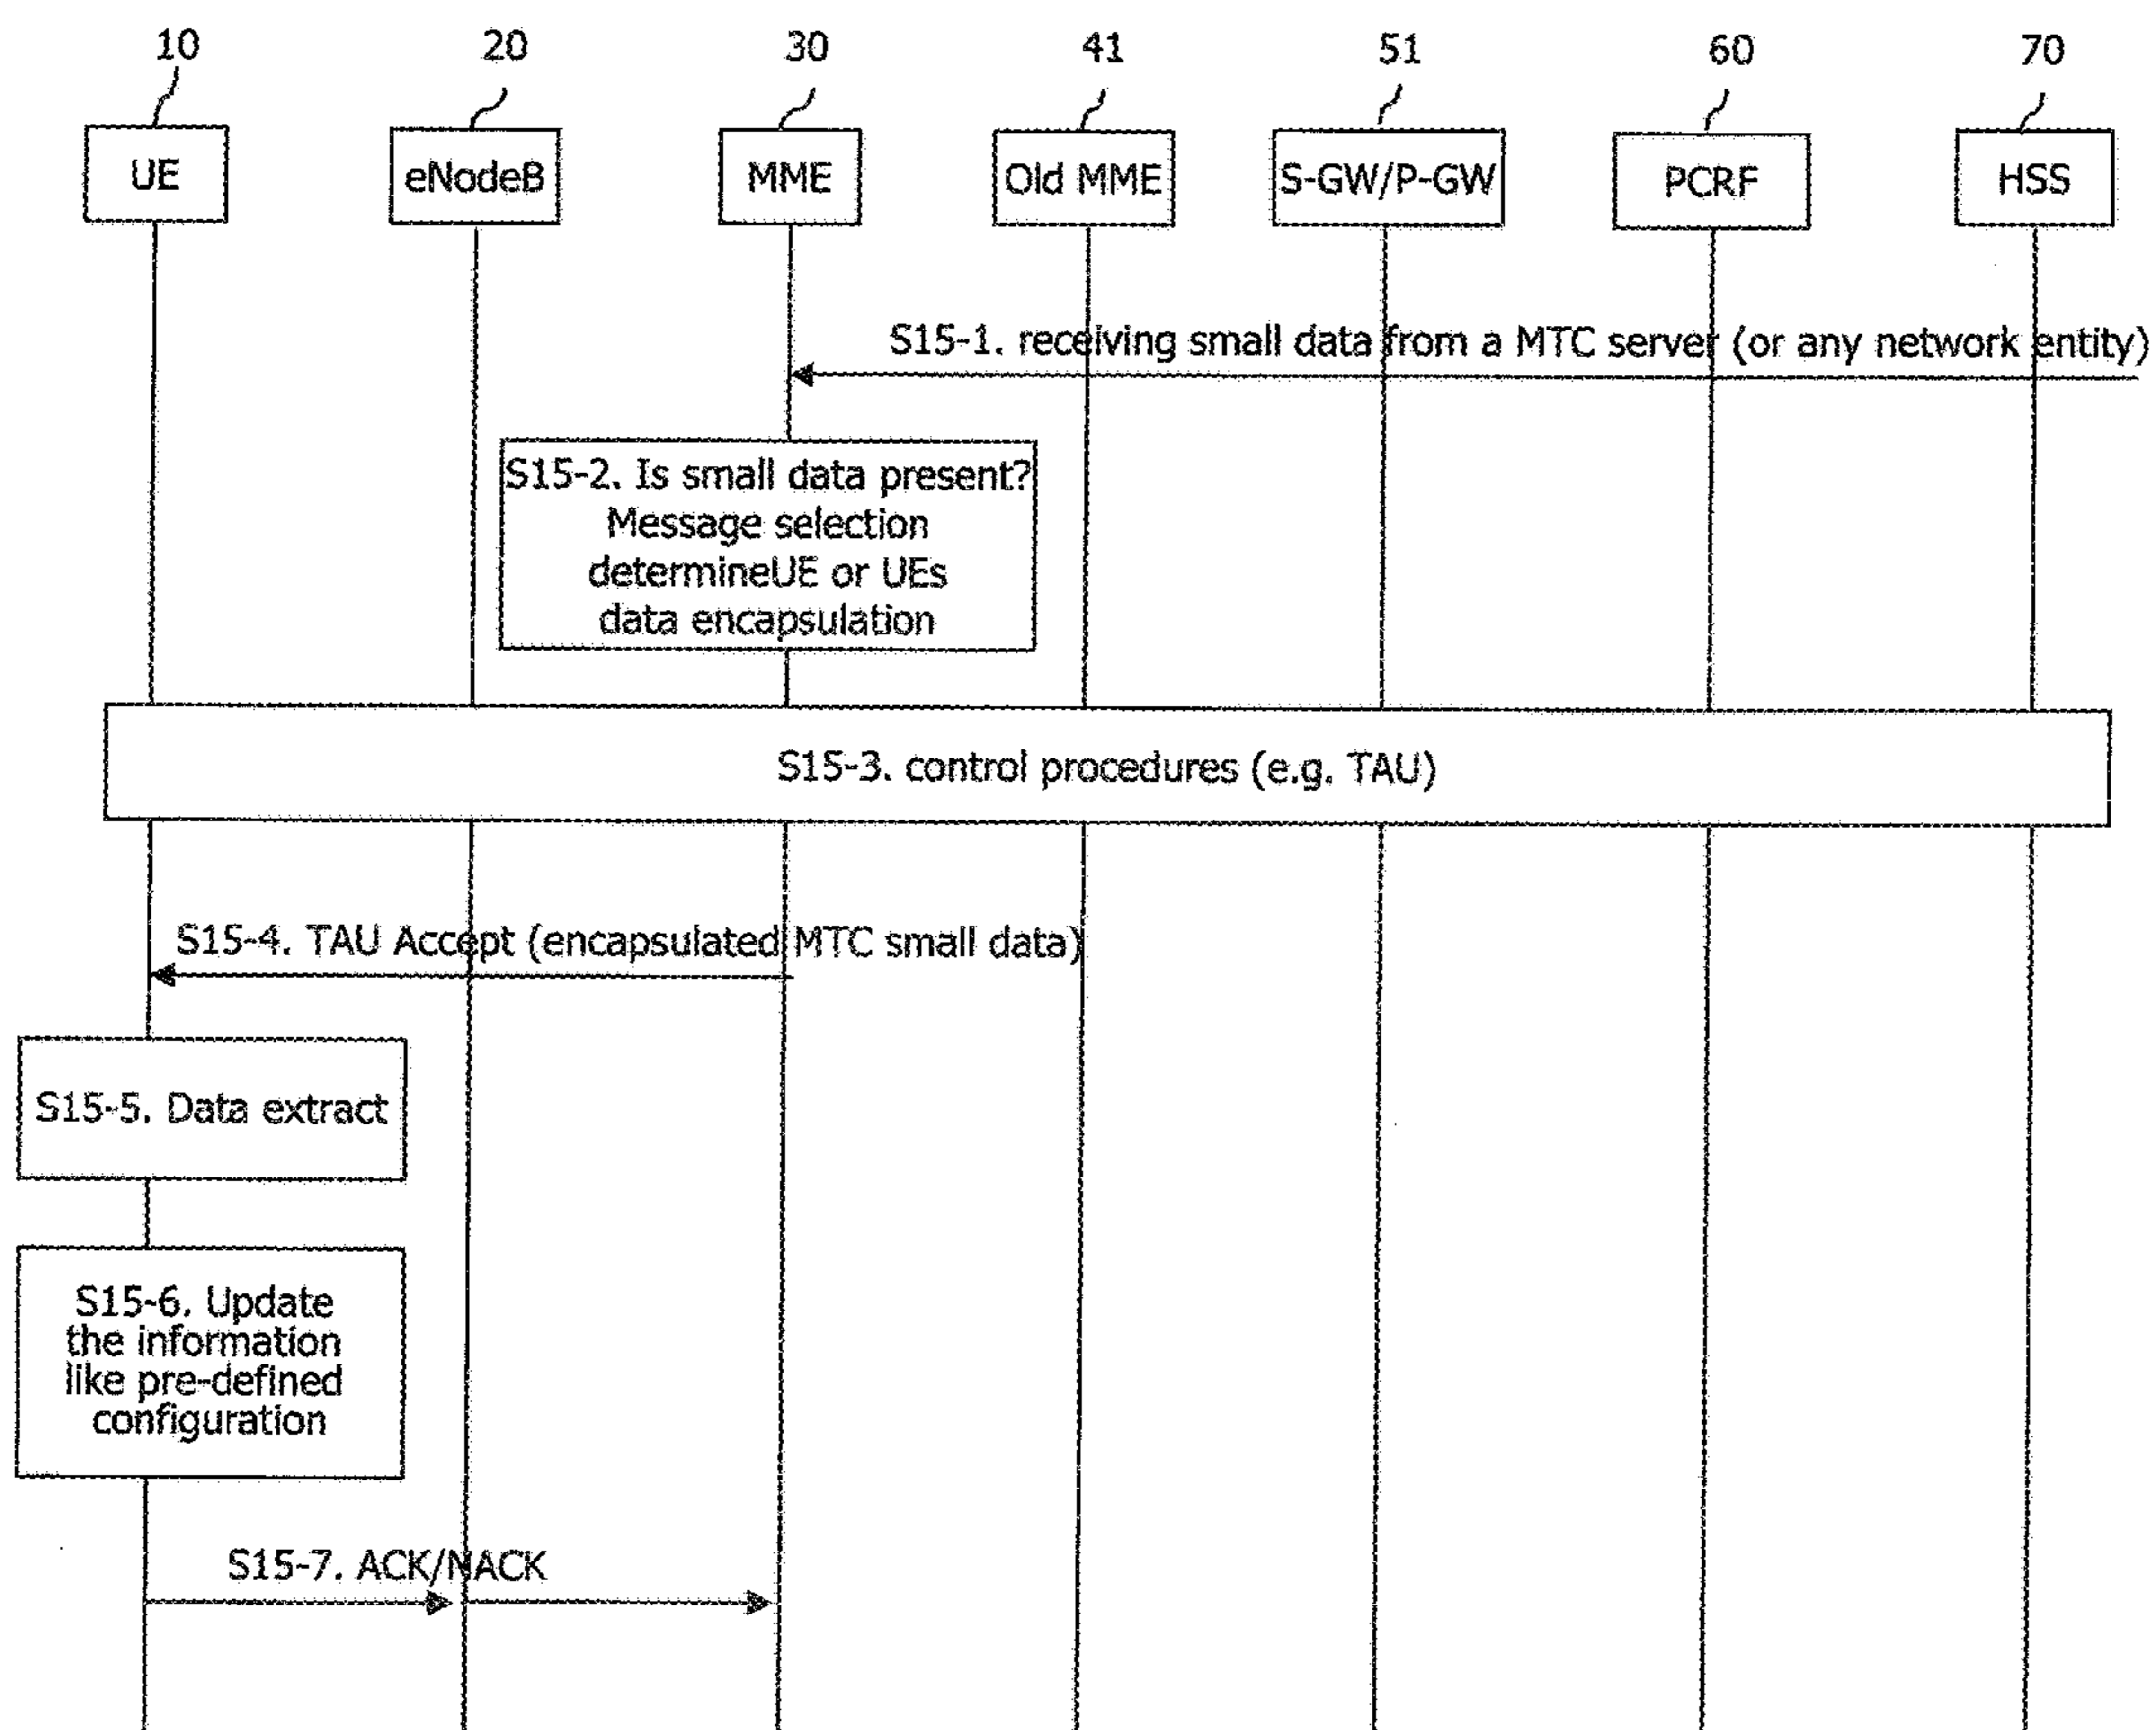 10 20 30 41 51 60 70
UE eNodeB MME Old MME S-GW/P-GW PCRF HSS
S15-1. receiving small data from a MTC server (or any network entity)
S15-2. Is small data present?
Message selection
determineUE or UEs
data encapsulation
S15-3. control procedures (e.g. TAU)
S15-4. TAU Accept (encapsulated MTC small data)
S15-5. Data extract
S15-6. Update
the information
like pre-defined
configuration
S15-7. ACK/NACK